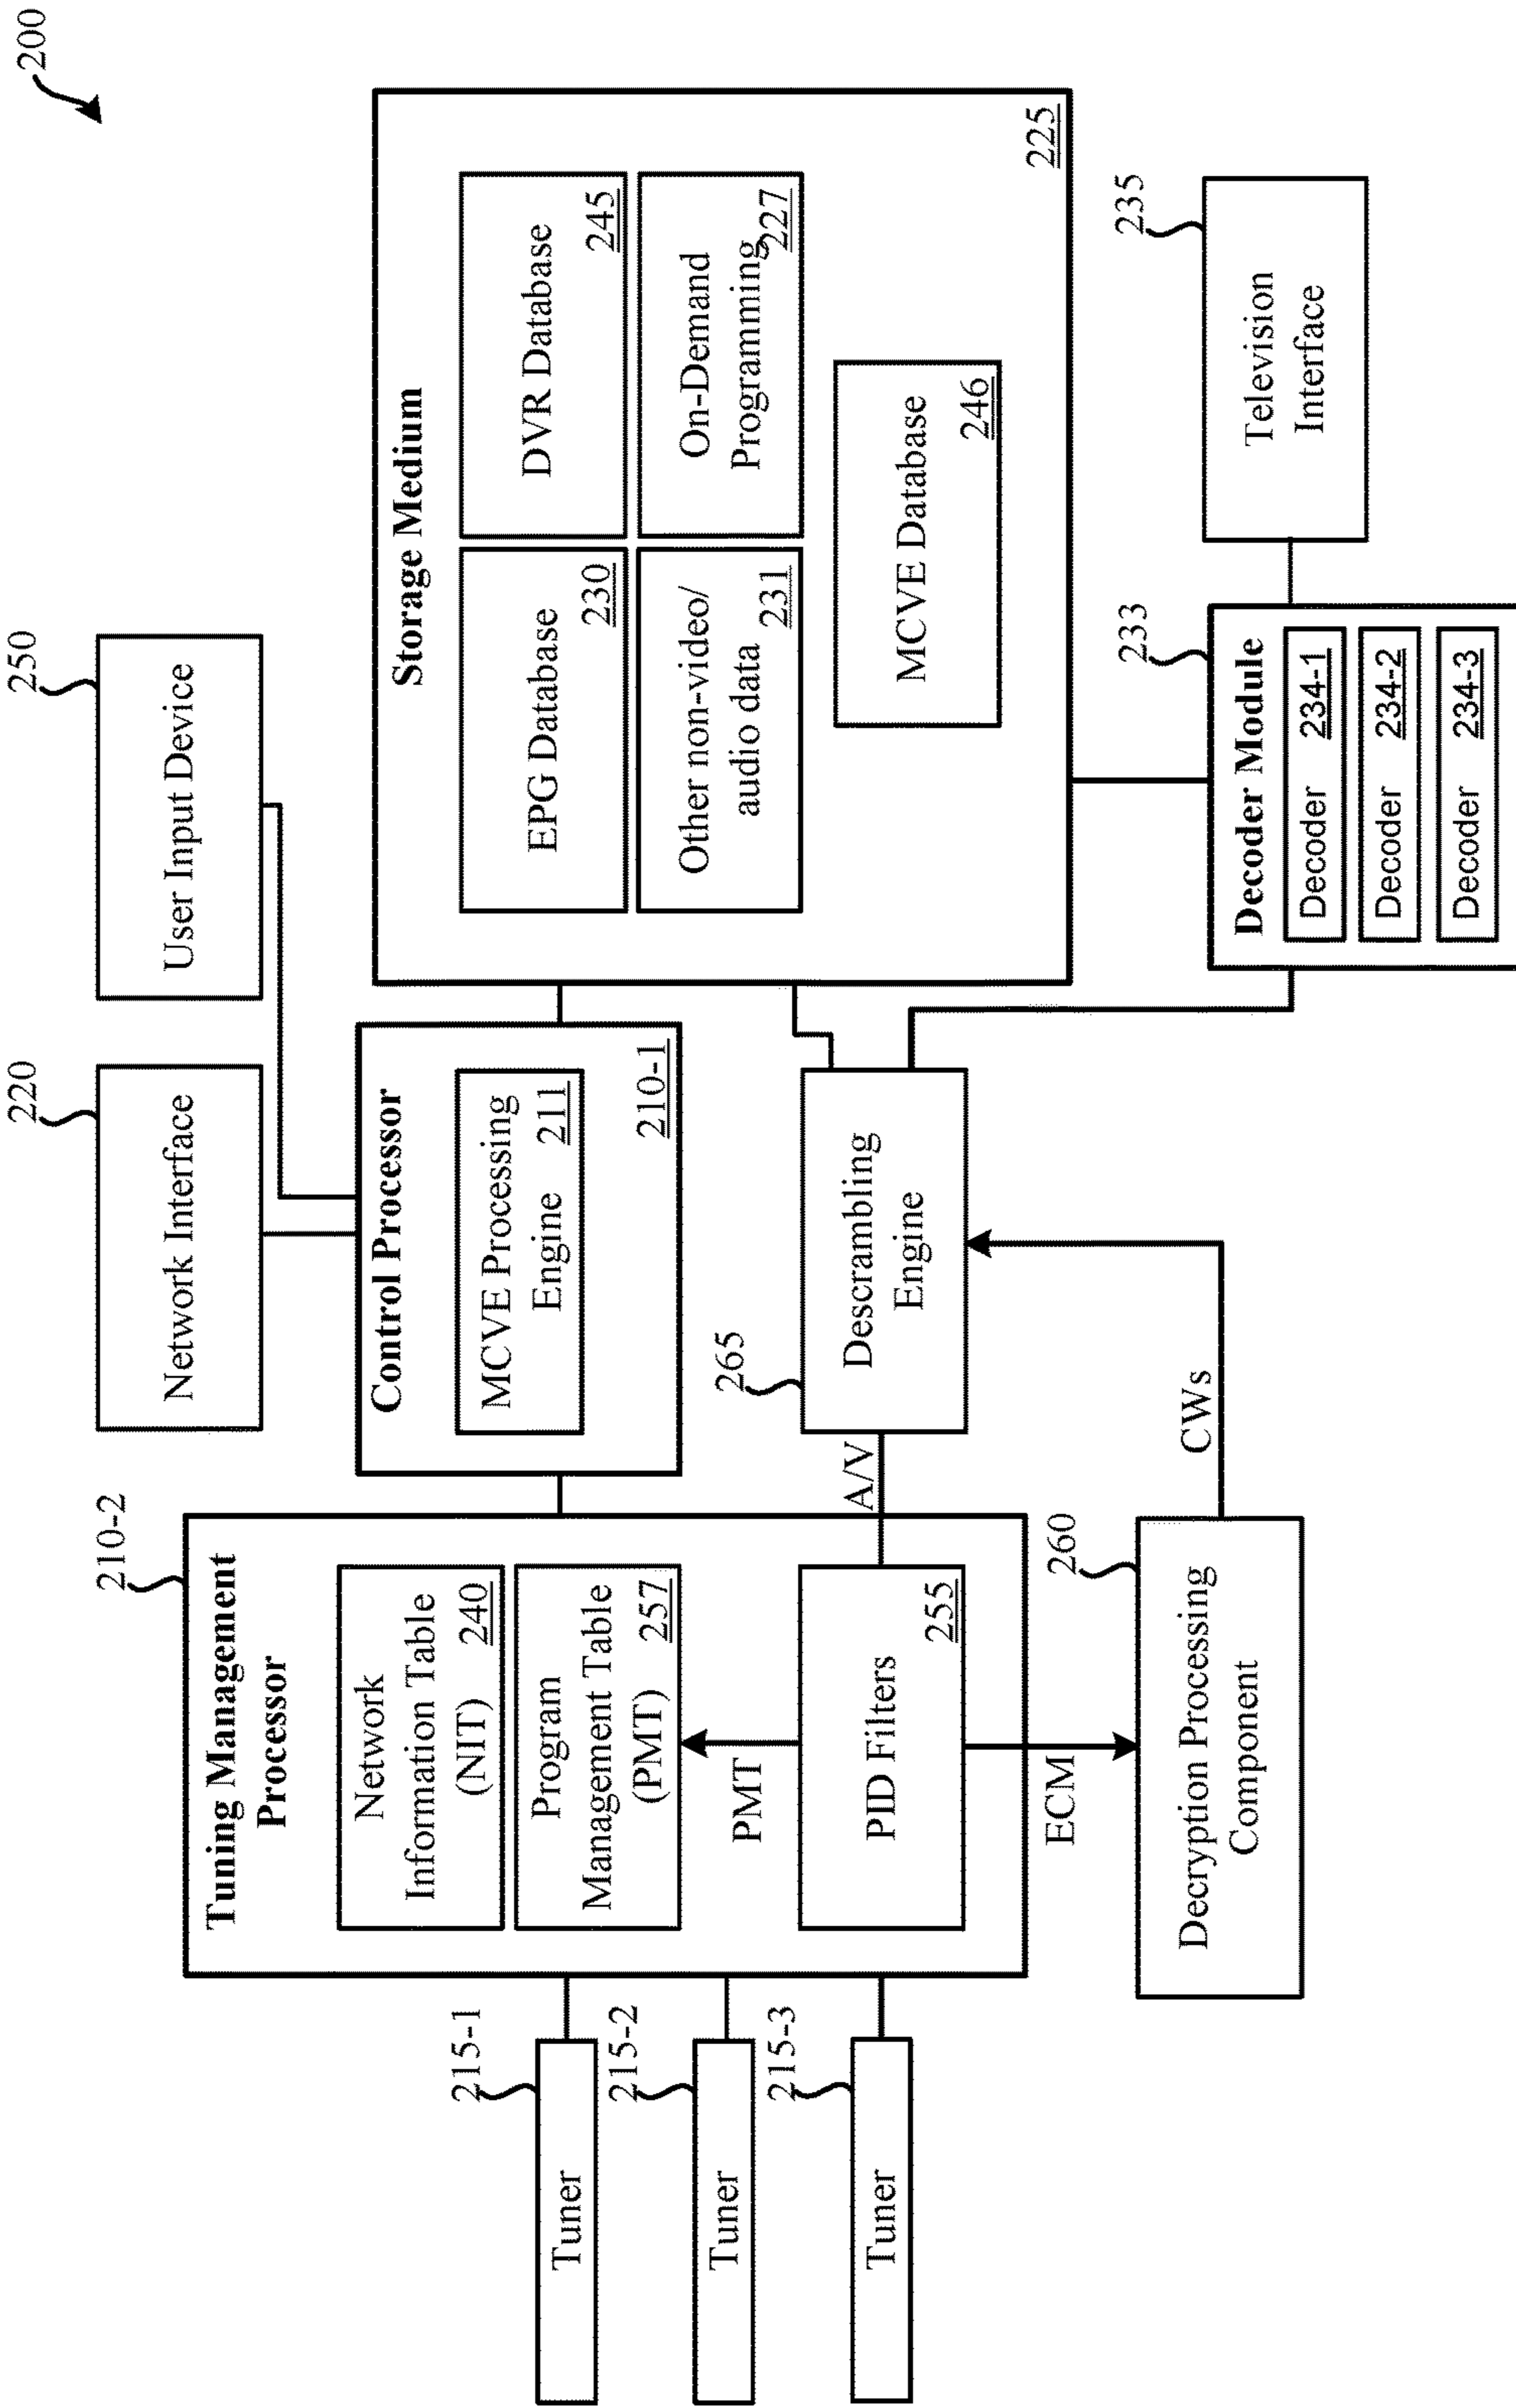 200
220
Network Interface
250
User Input Device
210-2
Tuning Management
Processor
Network
Information Table
(NIT)
240
Program
Management Table
(PMT)
257
PMT
PID Filters
255
ECM
A/V
215-1
Tuner
215-2
Tuner
215-3
Tuner
Control Processor
MCVE Processing
Engine
211
210-1
Storage Medium
EPG Database
230
DVR Database
245
Other non-video/
audio data
231
On-Demand
Programming
227
MCVE Database
246
225
265
Descrambling
Engine
260
Decryption Processing
Component
CWs
233
Decoder Module
Decoder 234-1
Decoder 234-2
Decoder 234-3
235
Television
Interface